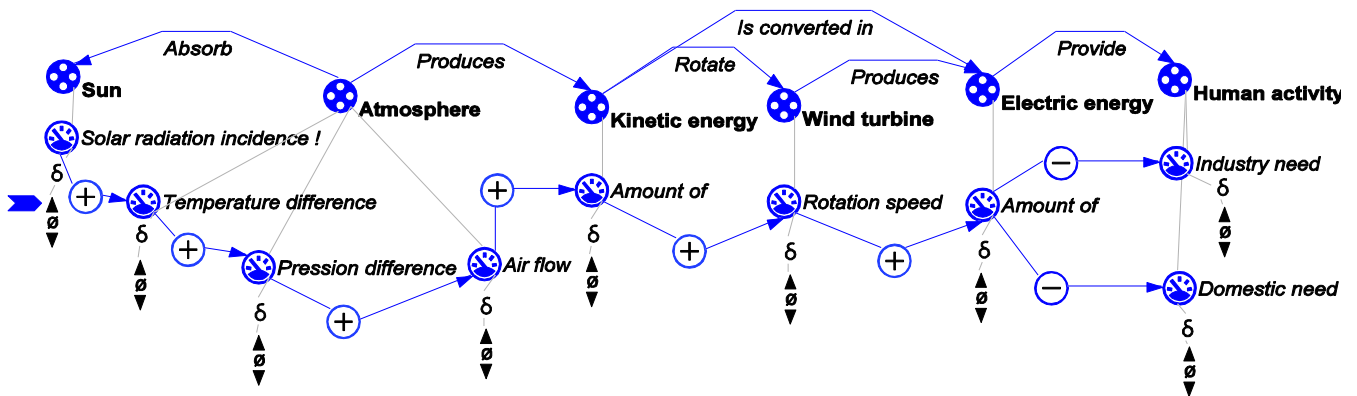 Is converted in
Absorb
Produces
Rotate
Produces
Provide
Sun
Atmosphere
Kinetic energy
Wind turbine
Electric energy
Human activity
Solar radiation incidence !
+
Temperature difference
+
Pression difference
+
Air flow
+
Amount of
+
Rotation speed
+
Amount of
−
Industry need
−
Domestic need
δ
ø
δ
ø
δ
ø
δ
ø
δ
ø
δ
ø
δ
ø
δ
ø
δ
ø